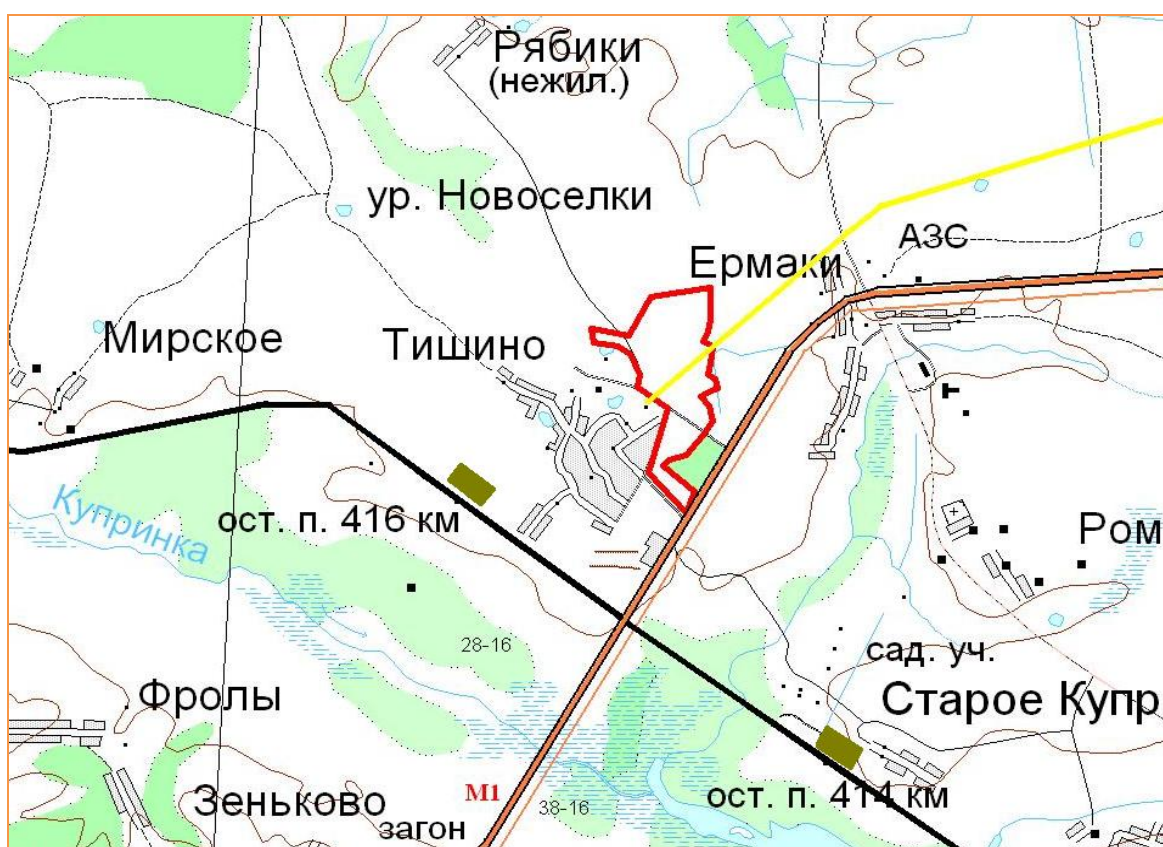 Рябики
(нежил.)
ур. Новоселки
АЗС
Ермаки
Мирское
Тишино
Купринка
ост. п. 416 км
Ром
28-16
сад. уч.
Фролы
Старое Купр
М1
Зеньково
38-16
ост. п. 414 км
загон